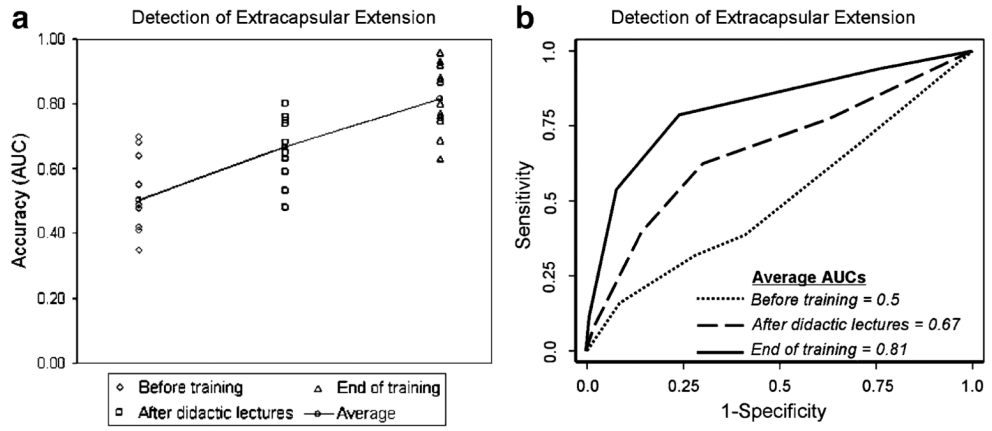 a
Detection of Extracapsular Extension
Accuracy (AUC)
1.00
0.80
0.60
0.40
0.20
0.00
Before training
End of training
After didactic lectures
Average
b
Detection of Extracapsular Extension
Sensitivity
1.0
0.75
0.5
0.25
0.0
Average AUCs
Before training = 0.5
After didactic lectures = 0.67
End of training = 0.81
0.0
0.25
0.50
0.75
1.0
1-Specificity